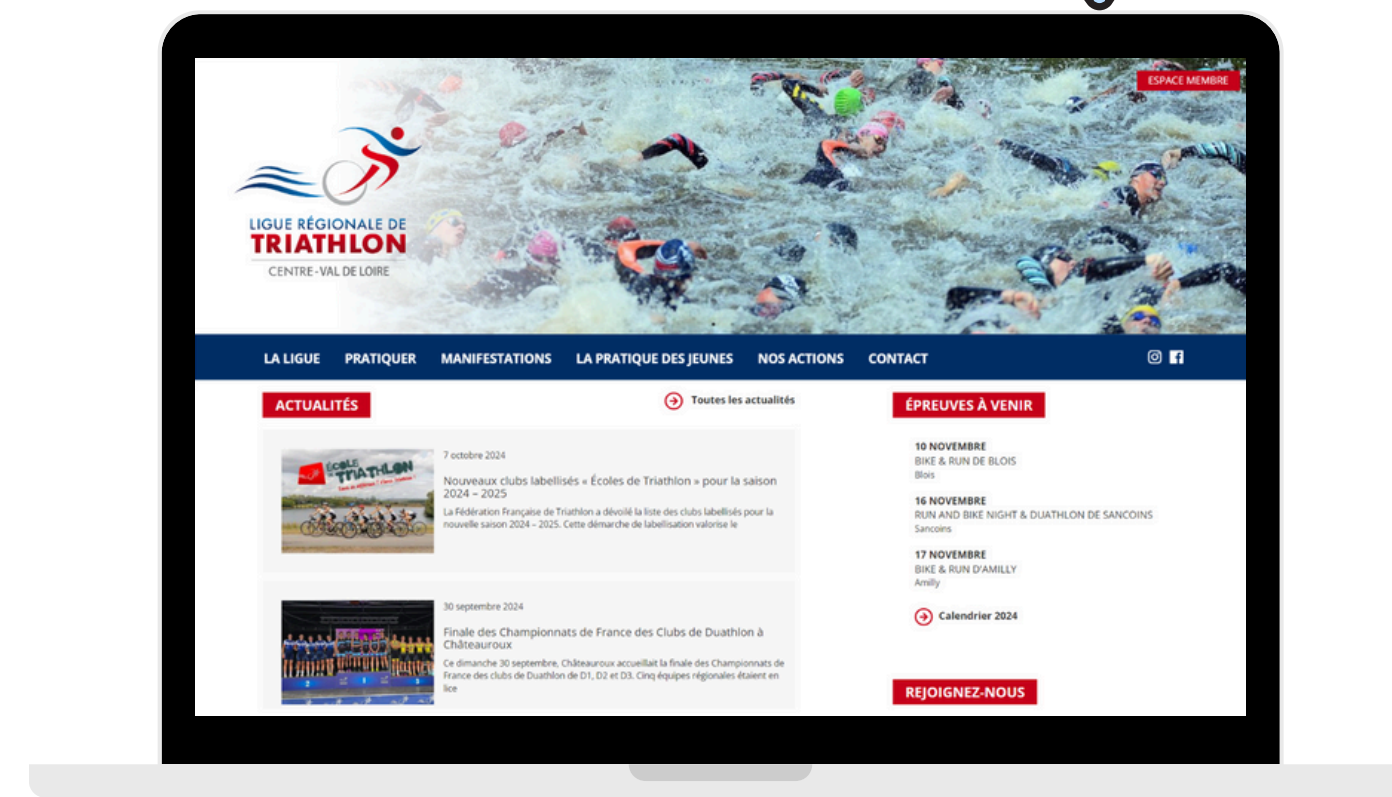 ESPACE MEMBRE
LIGUE RÉGIONALE DE
TRIATHLON
CENTRE-VAL DE LOIRE
LA LIGUE PRATIQUER MANIFESTATIONS LA PRATIQUE DES JEUNES NOS ACTIONS CONTACT
ACTUALITÉS
Toutes les actualités
ÉCOLE
DE TRIATHLON
7 octobre 2024
Nouveaux clubs labellisés « Écoles de Triathlon » pour la saison
2024 – 2025
La Fédération Française de Triathlon a dévoilé la liste des clubs labellisés pour la
nouvelle saison 2024 – 2025. Cette démarche de labellisation valorise le
2 1 3
30 septembre 2024
Finale des Championnats de France des Clubs de Duathlon à
Châteauroux
Ce dimanche 30 septembre, Châteauroux accueillait la finale des Championnats de
France des clubs de Duathlon de D1, D2 et D3. Cinq équipes régionales étaient en
lice
ÉPREUVES À VENIR
10 NOVEMBRE
BIKE & RUN DE BLOIS
Blois
16 NOVEMBRE
RUN AND BIKE NIGHT & DUATHLON DE SANCOINS
Sancoins
17 NOVEMBRE
BIKE & RUN D'AMILLY
Amilly
Calendrier 2024
REJOIGNEZ-NOUS